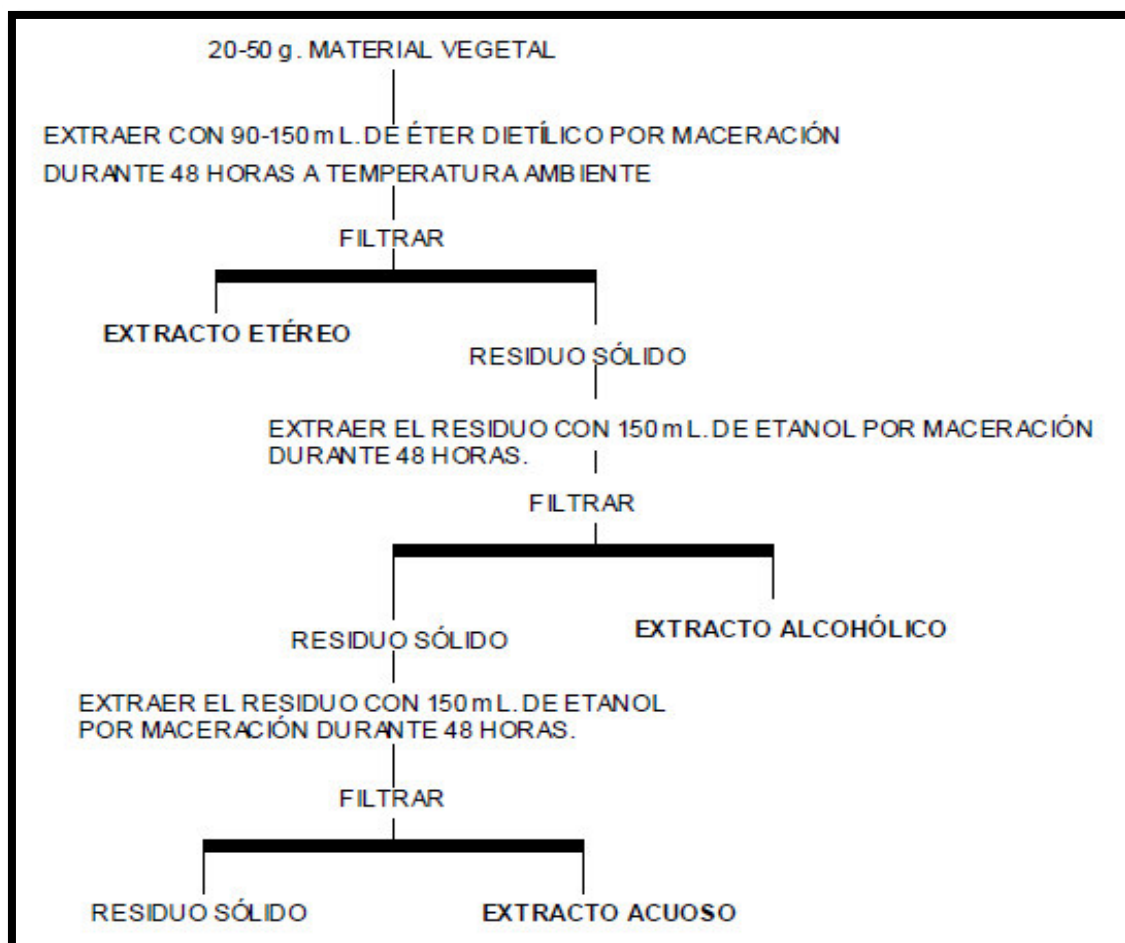 20-50 g. MATERIAL VEGETAL
EXTRAER CON 90-150 mL. DE ÉTER DIETÍLICO POR MACERACIÓN
DURANTE 48 HORAS A TEMPERATURA AMBIENTE
FILTRAR
EXTRACTO ETÉREO
RESIDUO SÓLIDO
EXTRAER EL RESIDUO CON 150 mL. DE ETANOL POR MACERACIÓN
DURANTE 48 HORAS.
FILTRAR
EXTRACTO ALCOHÓLICO
RESIDUO SÓLIDO
EXTRAER EL RESIDUO CON 150 mL. DE ETANOL
POR MACERACIÓN DURANTE 48 HORAS.
FILTRAR
RESIDUO SÓLIDO
EXTRACTO ACUOSO